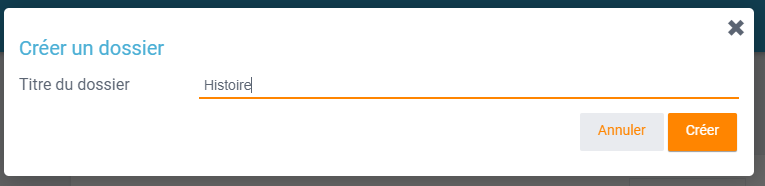 Créer un dossier
Titre du dossier Histoire
Annuler Créer